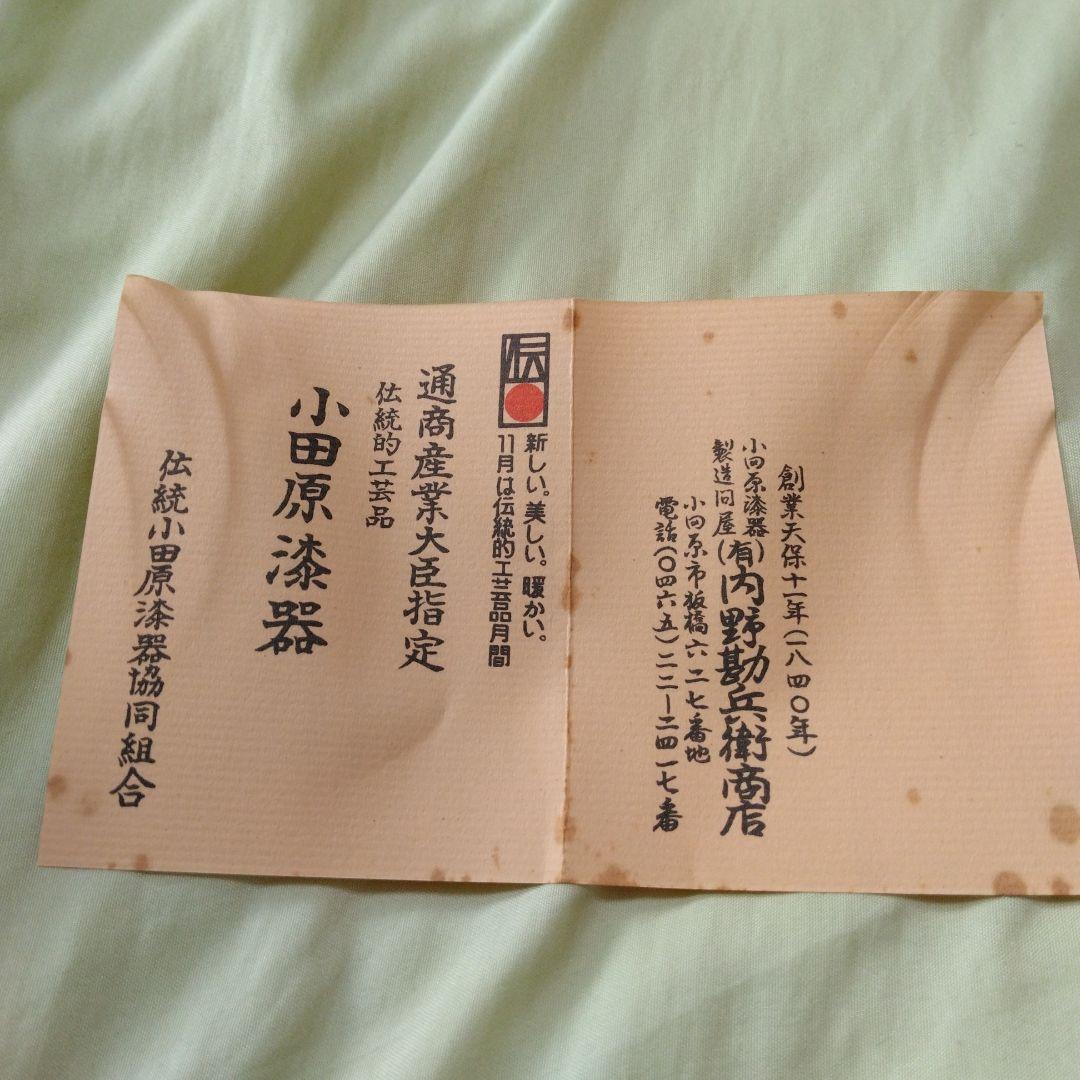 創業天保十一年(一八四〇年)
小田原漆器
製造問屋
(有)内野勘兵衛商店
小田原市板橋六二七番地
電話(〇四六五)二二ー二四一七番
伝
新しい。美しい。暖かい。
11月は伝統的工芸品月間
通商産業大臣指定
伝統的工芸品
小田原漆器
伝統小田原漆器協同組合